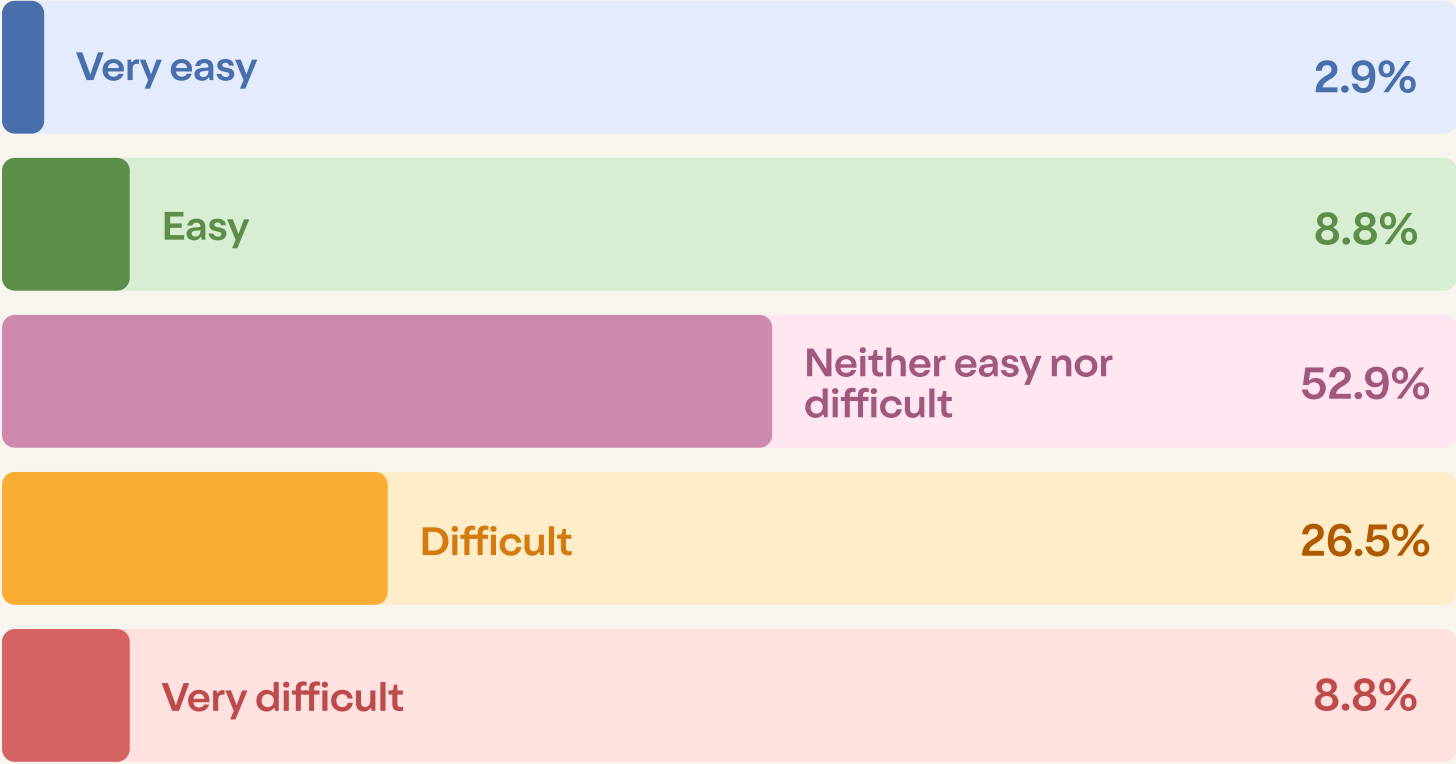 Very easy
2.9%
Easy
8.8%
Neither easy nor
difficult
52.9%
Difficult
26.5%
Very difficult
8.8%